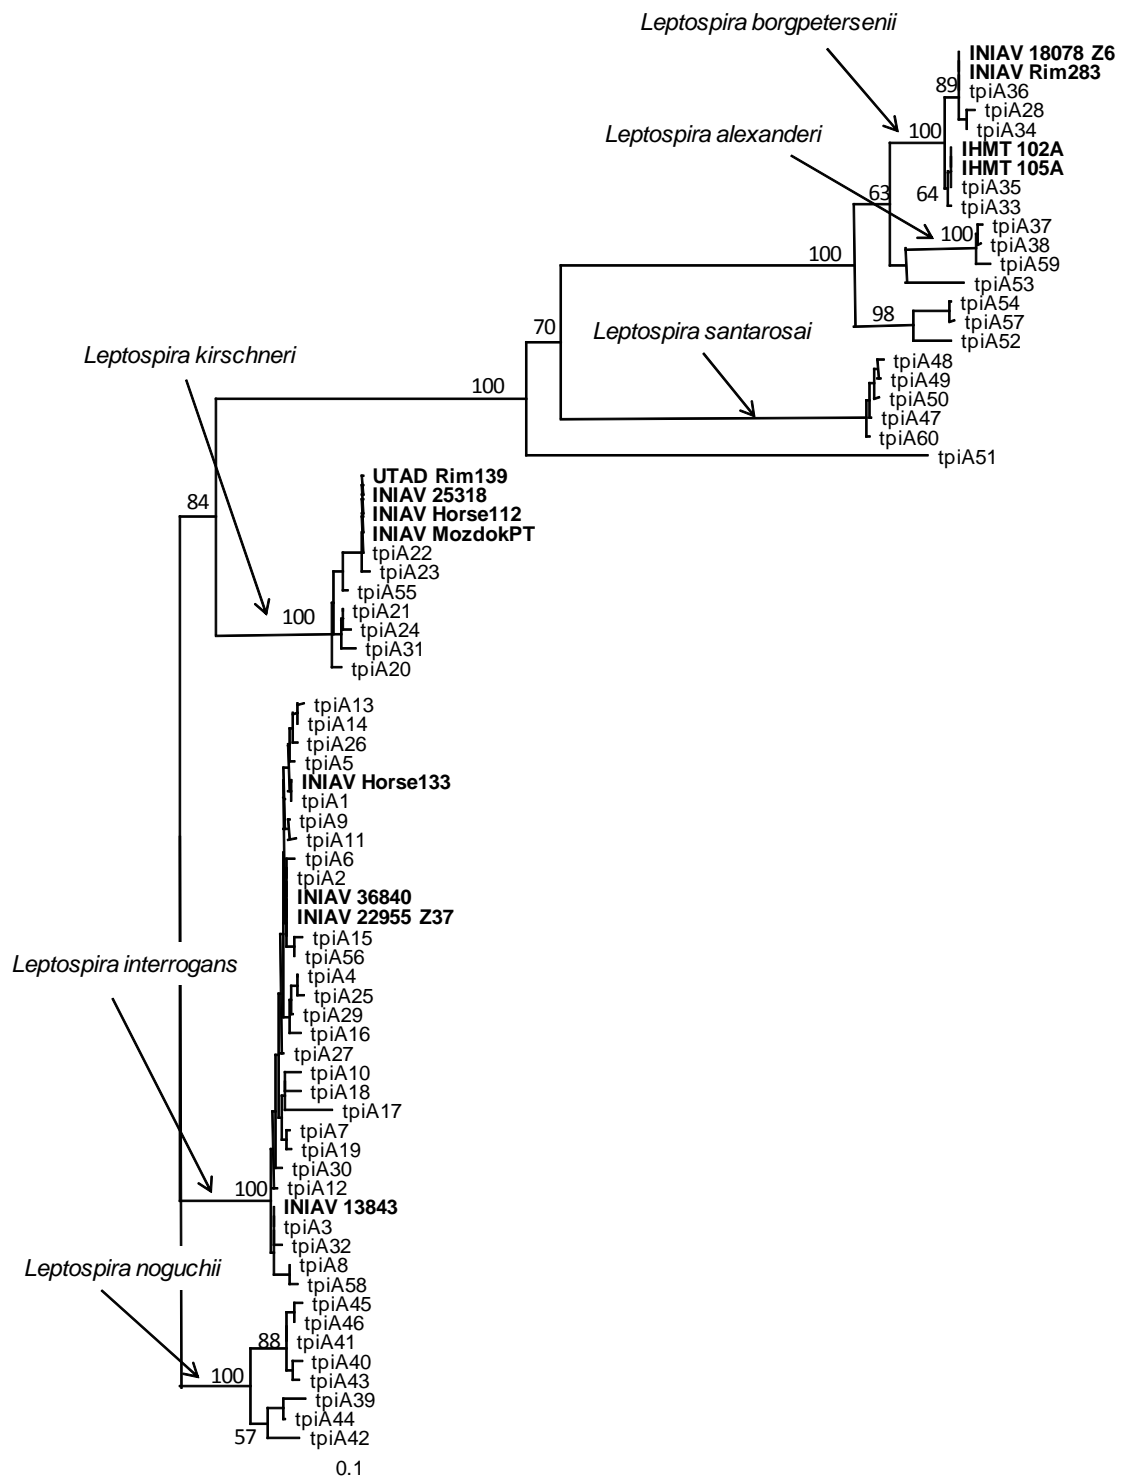 Leptospira borgpetersenii
INIAV 18078 Z6
INIAV Rim283
89
tpiA36
tpiA28
Leptospira alexanderi
100
tpiA34
IHMT 102A
IHMT 105A
63
64
tpiA35
tpiA33
tpiA37
100
tpiA38
100
tpiA59
tpiA53
tpiA54
98
tpiA57
70
Leptospira santarosai
tpiA52
Leptospira kirschneri
tpiA48
100
tpiA49
tpiA50
tpiA47
tpiA60
tpiA51
UTAD Rim139
84
INIAV 25318
INIAV Horse112
INIAV MozdokPT
tpiA22
tpiA23
tpiA55
100
tpiA21
tpiA24
tpiA31
tpiA20
tpiA13
tpiA14
tpiA26
tpiA5
INIAV Horse133
tpiA1
tpiA9
tpiA11
tpiA6
tpiA2
INIAV 36840
INIAV 22955 Z37
tpiA15
tpiA56
Leptospira interrogans
tpiA4
tpiA25
tpiA29
tpiA16
tpiA27
tpiA10
tpiA18
tpiA17
tpiA7
tpiA19
tpiA30
100
tpiA12
INIAV 13843
tpiA3
tpiA32
Leptospira noguchii
tpiA8
tpiA58
tpiA45
tpiA46
88
tpiA41
tpiA40
100
tpiA43
tpiA39
tpiA44
57
tpiA42
0.1